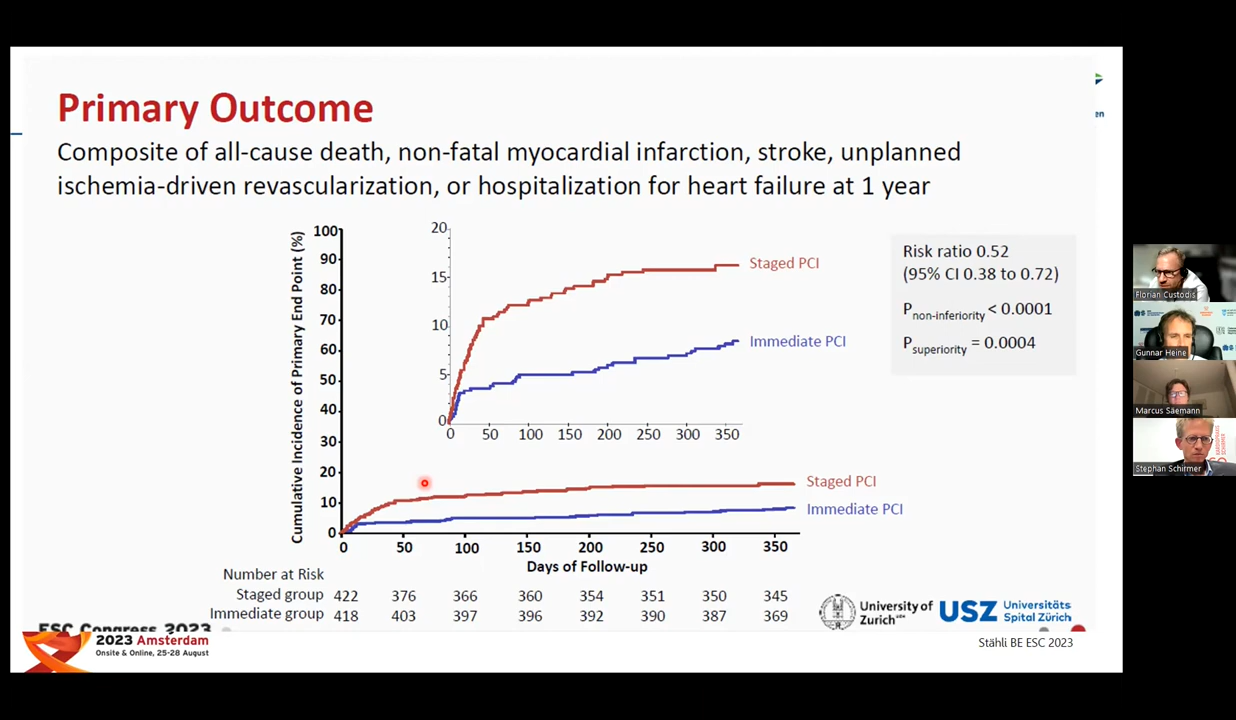 Primary Outcome
Composite of all-cause death, non-fatal myocardial infarction, stroke, unplanned
ischemia-driven revascularization, or hospitalization for heart failure at 1 year
en
Cumulative Incidence of Primary End Point (%)
100
90
80
70
60
50
40
30
20
10
0
20
15
10
5
0
0 50 100 150 200 250 300 350
Staged PCI
Immediate PCI
Risk ratio 0.52
(95% CI 0.38 to 0.72)
Pnon-inferiority < 0.0001
Psuperiority = 0.0004
Staged PCI
Immediate PCI
0 50 100 150 200 250 300 350
Days of Follow-up
Number at Risk
Staged group 422 376 366 360 354 351 350 345
Immediate group 418 403 397 396 392 390 387 369
University of
Zurich UZH
USZ Universitäts
Spital Zürich
ESC Congress 2023
2023 Amsterdam
Onsite & Online, 25-28 August
Stähli BE ESC 2023
Florian Custodis
Gunnar Heine
Marcus Säemann
Stephan Schirmer